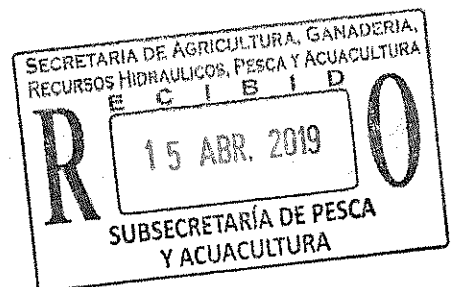 SECRETARIA DE AGRICULTURA, GANADERIA,
RECURSOS HIDRAULICOS, PESCA Y ACUACULTURA
R E C I B I D O
15 ABR. 2019
SUBSECRETARÍA DE PESCA
Y ACUACULTURA